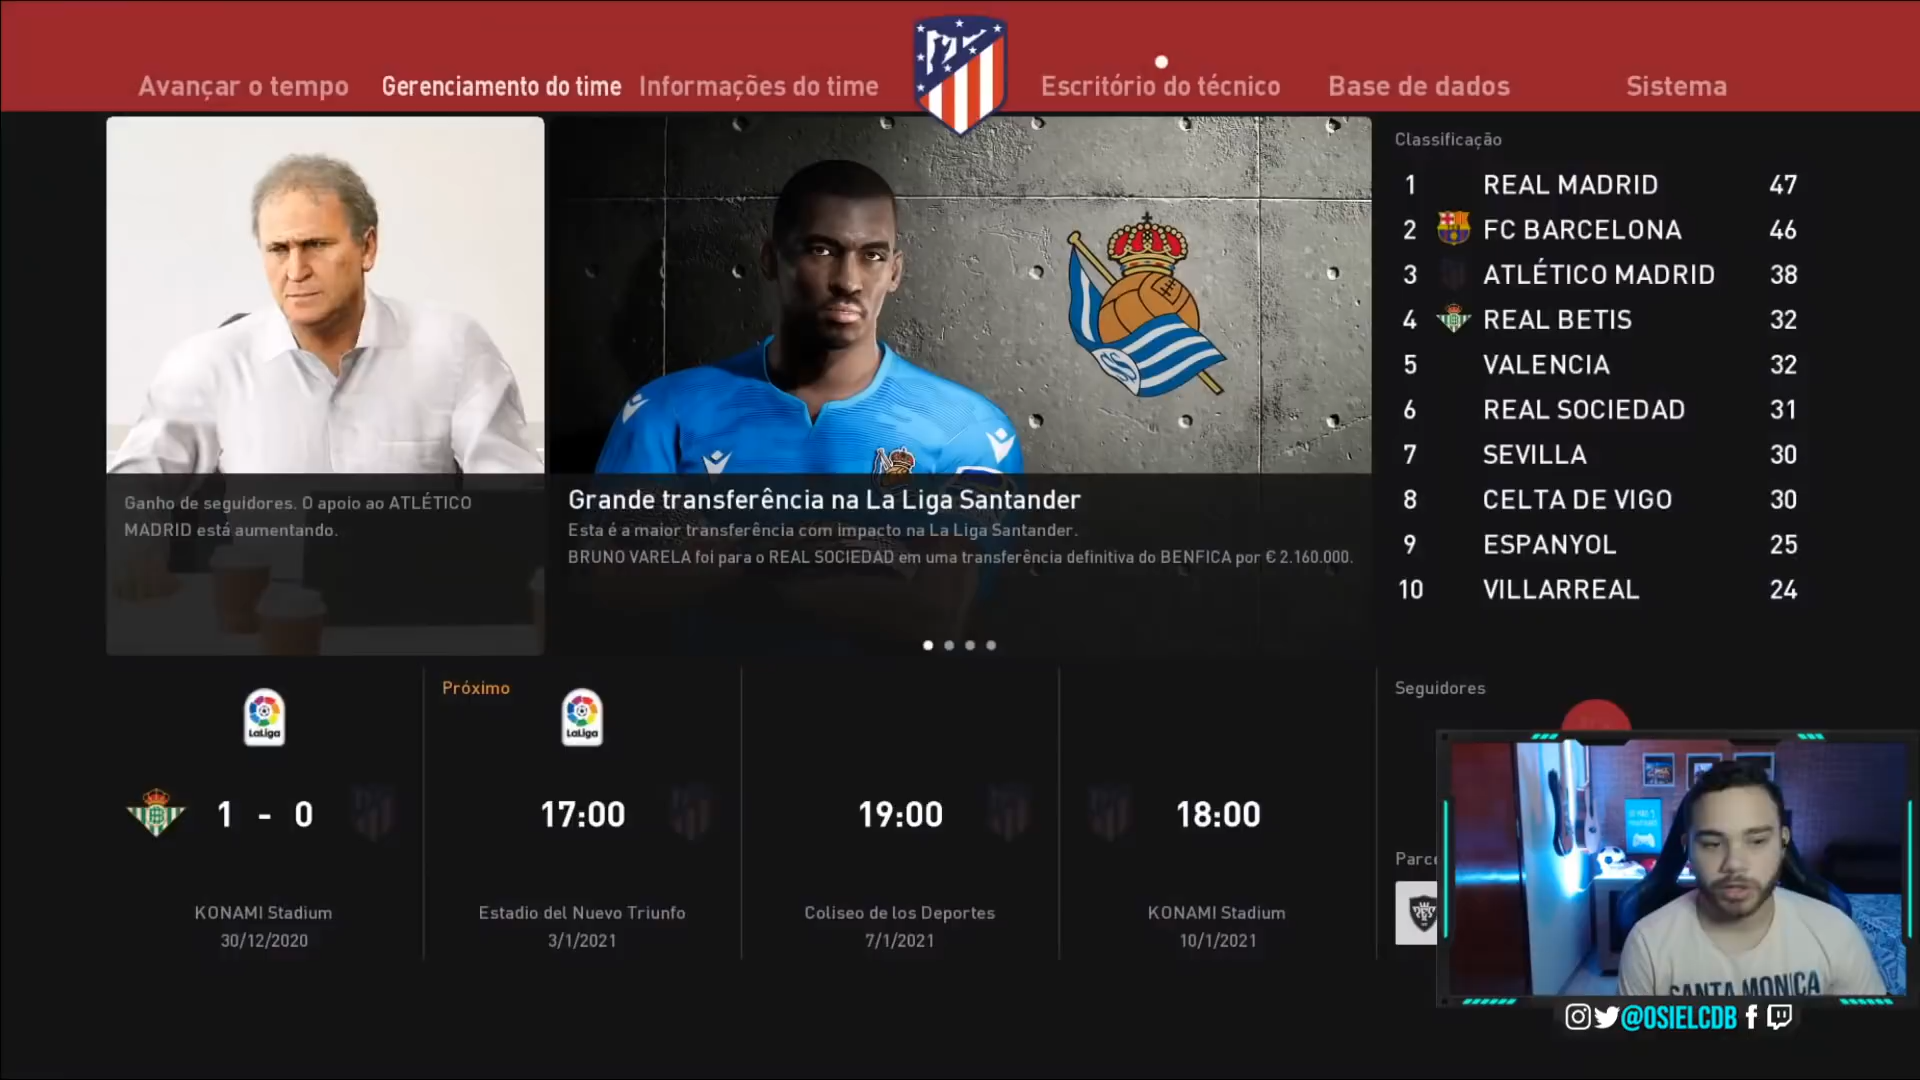 Avançar o tempo
Gerenciamento do time
Informações do time
Escritório do técnico
Base de dados
Sistema
Ganho de seguidores. O apoio ao ATLÉTICO
MADRID está aumentando.
Grande transferência na La Liga Santander
Esta é a maior transferência com impacto na La Liga Santander.
BRUNO VARELA foi para o REAL SOCIEDAD em uma transferência definitiva do BENFICA por € 2.160.000.
Classificação
1 REAL MADRID 47
2 FC BARCELONA 46
3 ATLÉTICO MADRID 38
4 REAL BETIS 32
5 VALENCIA 32
6 REAL SOCIEDAD 31
7 SEVILLA 30
8 CELTA DE VIGO 30
9 ESPANYOL 25
10 VILLARREAL 24
LaLiga
1 - 0
KONAMI Stadium
30/12/2020
Próximo
LaLiga
17:00
Estadio del Nuevo Triunfo
3/1/2021
19:00
Coliseo de los Deportes
7/1/2021
18:00
KONAMI Stadium
10/1/2021
Seguidores
Parce
SANTA MONICA
@OSIELCDB